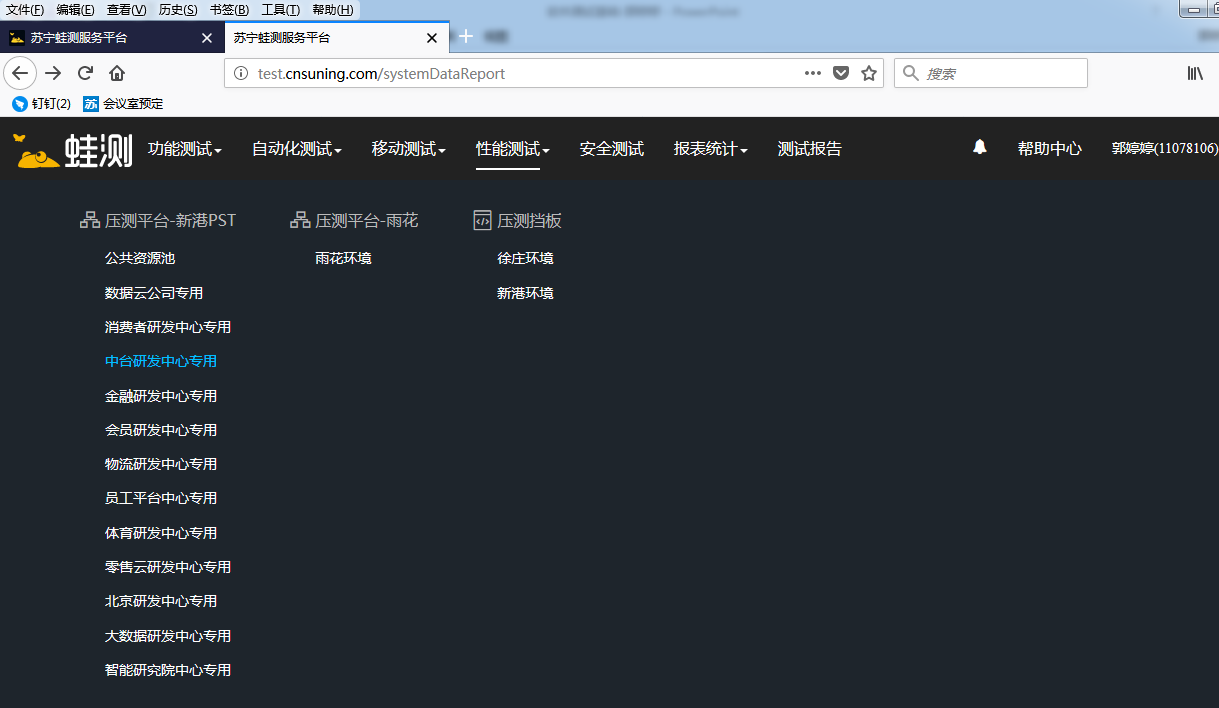 文件(F) 编辑(E) 查看(V) 历史(S) 书签(B) 工具(T) 帮助(H)
苏宁蛙测服务平台 苏宁蛙测服务平台
test.cnsuning.com/systemDataReport 搜索
钉钉(2) 苏 会议室预定
蛙测 功能测试 自动化测试 移动测试 性能测试 安全测试 报表统计 测试报告 帮助中心 郭婷婷(11078106)
压测平台-新港PST 压测平台-雨花 压测挡板
公共资源池 雨花环境 徐庄环境
数据云公司专用 新港环境
消费者研发中心专用
中台研发中心专用
金融研发中心专用
会员研发中心专用
物流研发中心专用
员工平台中心专用
体育研发中心专用
零售云研发中心专用
北京研发中心专用
大数据研发中心专用
智能研究院中心专用